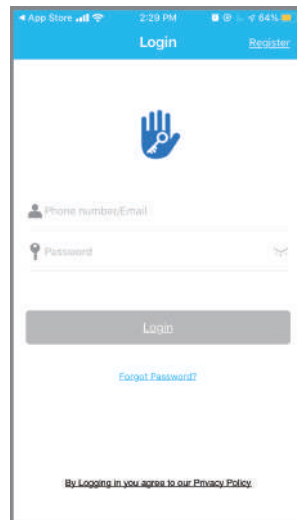 App Store 2:29 PM 64%
Login Register
Phone number/Email
Password
Login
Forgot Password?
By Logging in you agree to our Privacy Policy